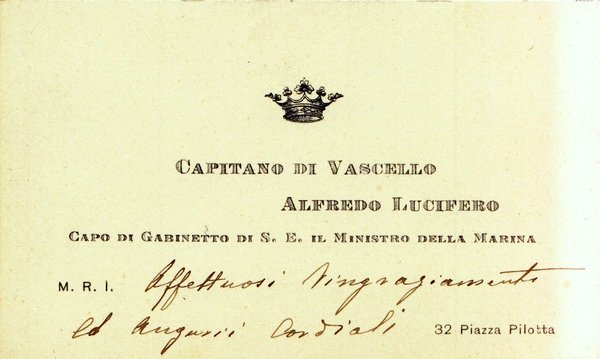 CAPITANO DI VASCELLO
ALFREDO LUCIFERO
CAPO DI GABINETTO DI S. E. IL MINISTRO DELLA MARINA
M. R. I. Affettuosi ringraziamenti
ed Augurii Cordiali 32 Piazza Pilotta